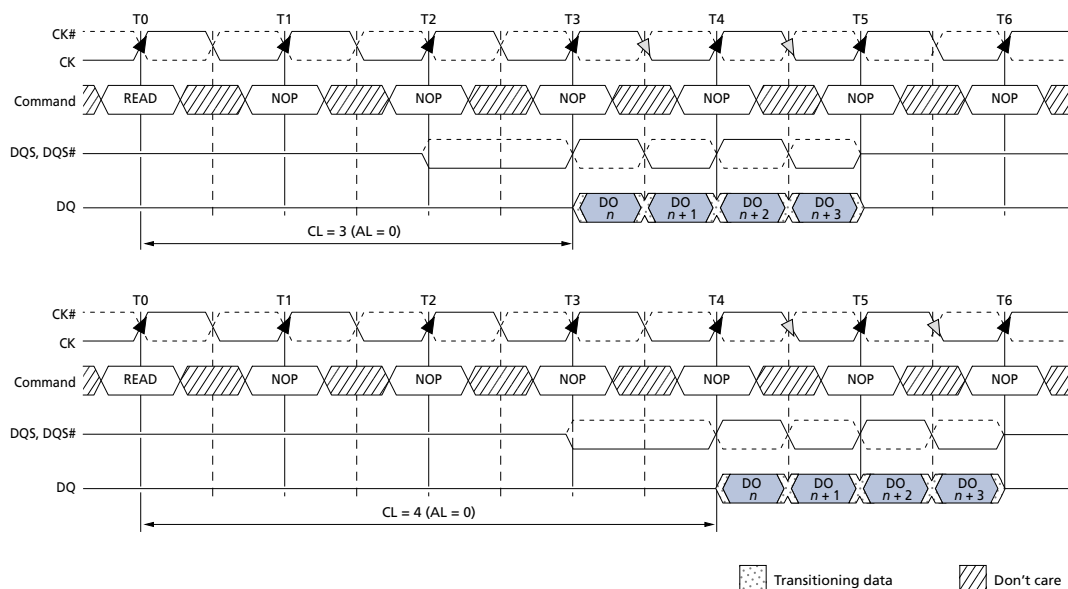 T0 T1 T2 T3 T4 T5 T6
CK#
CK
Command READ NOP NOP NOP NOP NOP NOP
DQS, DQS#
DQ DO n DO n + 1 DO n + 2 DO n + 3
CL = 3 (AL = 0)
T0 T1 T2 T3 T4 T5 T6
CK#
CK
Command READ NOP NOP NOP NOP NOP NOP
DQS, DQS#
DQ DO n DO n + 1 DO n + 2 DO n + 3
CL = 4 (AL = 0)
Transitioning data Don't care